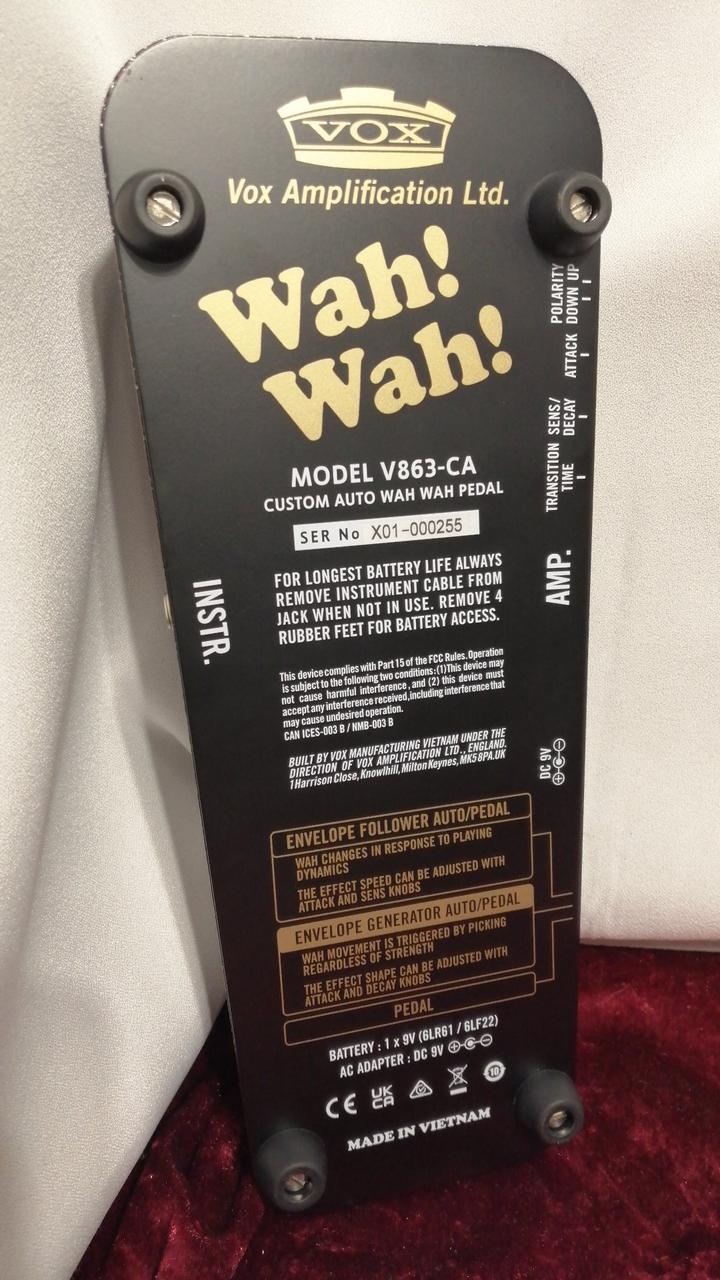 VOX
Vox Amplification Ltd.
Wah!
Wah!
POLARITY
DOWN UP
ATTACK
SENS/
DECAY
TRANSITION
TIME
MODEL V863-CA
CUSTOM AUTO WAH WAH PEDAL
SER No X01-000255
AMP.
INSTR.
FOR LONGEST BATTERY LIFE ALWAYS
REMOVE INSTRUMENT CABLE FROM
JACK WHEN NOT IN USE. REMOVE 4
RUBBER FEET FOR BATTERY ACCESS.
This device complies with Part 15 of the FCC Rules. Operation
is subject to the following two conditions:(1)This device may
not cause harmful interference, and (2) this device must
accept any interference received,including interference that
may cause undesired operation.
CAN ICES-003 B / NMB-003 B
BUILT BY VOX MANUFACTURING VIETNAM UNDER THE
DIRECTION OF VOX AMPLIFICATION LTD., ENGLAND.
1 Harrison Close, Knowlhill, Milton Keynes, MK5 8PA.UK
DC 9V
ENVELOPE FOLLOWER AUTO/PEDAL
WAH CHANGES IN RESPONSE TO PLAYING
DYNAMICS
THE EFFECT SPEED CAN BE ADJUSTED WITH
ATTACK AND SENS KNOBS
ENVELOPE GENERATOR AUTO/PEDAL
WAH MOVEMENT IS TRIGGERED BY PICKING
REGARDLESS OF STRENGTH
THE EFFECT SHAPE CAN BE ADJUSTED WITH
ATTACK AND DECAY KNOBS
PEDAL
BATTERY : 1 x 9V (6LR61 / 6LF22)
AC ADAPTER : DC 9V
CE UK CA 10
MADE IN VIETNAM